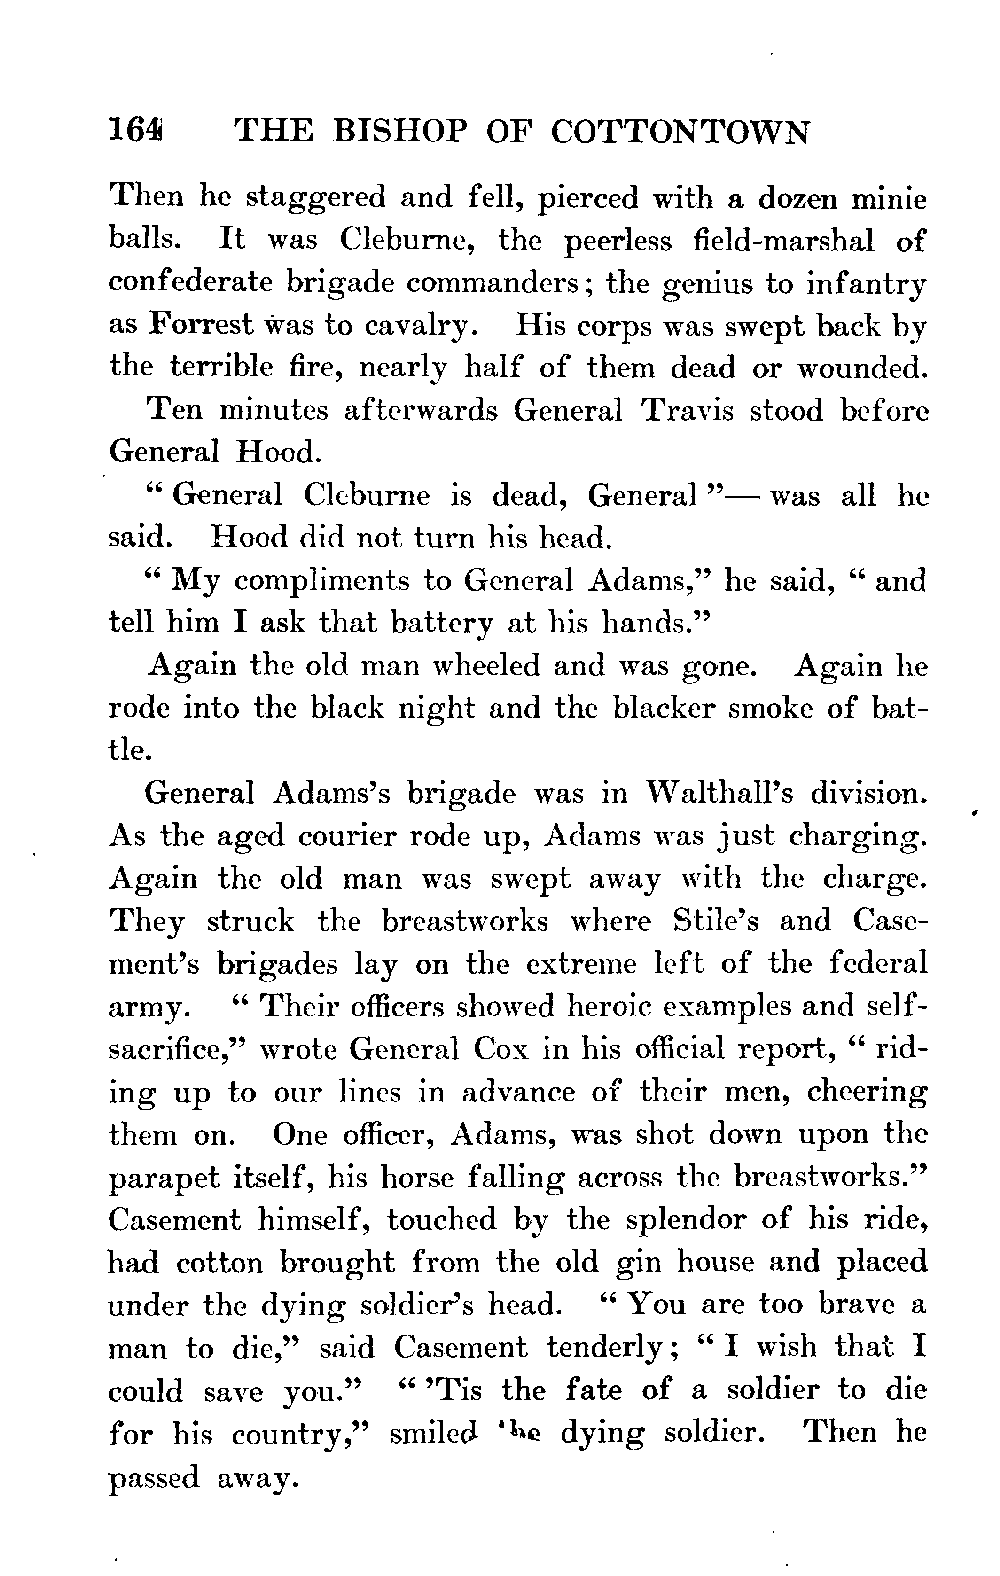 164 THE BISHOP OF COTTONTOWN
Then he staggered and fell, pierced with a dozen minie
balls. It was Cleburne, the peerless field-marshal of
confederate brigade commanders; the genius to infantry
as Forrest was to cavalry. His corps was swept back by
the terrible fire, nearly half of them dead or wounded.
Ten minutes afterwards General Travis stood before
General Hood.
“ General Cleburne is dead, General ”— was all he
said. Hood did not turn his head.
“ My compliments to General Adams,” he said, “ and
tell him I ask that battery at his hands.”
Again the old man wheeled and was gone. Again he
rode into the black night and the blacker smoke of bat-
tle.
General Adams’s brigade was in Walthall’s division.
As the aged courier rode up, Adams was just charging.
Again the old man was swept away with the charge.
They struck the breastworks where Stile’s and Case-
ment’s brigades lay on the extreme left of the federal
army. “ Their officers showed heroic examples and self-
sacrifice,” wrote General Cox in his official report, “ rid-
ing up to our lines in advance of their men, cheering
them on. One officer, Adams, was shot down upon the
parapet itself, his horse falling across the breastworks.”
Casement himself, touched by the splendor of his ride,
had cotton brought from the old gin house and placed
under the dying soldier’s head. “ You are too brave a
man to die,” said Casement tenderly; “ I wish that I
could save you.” “ ’Tis the fate of a soldier to die
for his country,” smiled the dying soldier. Then he
passed away.